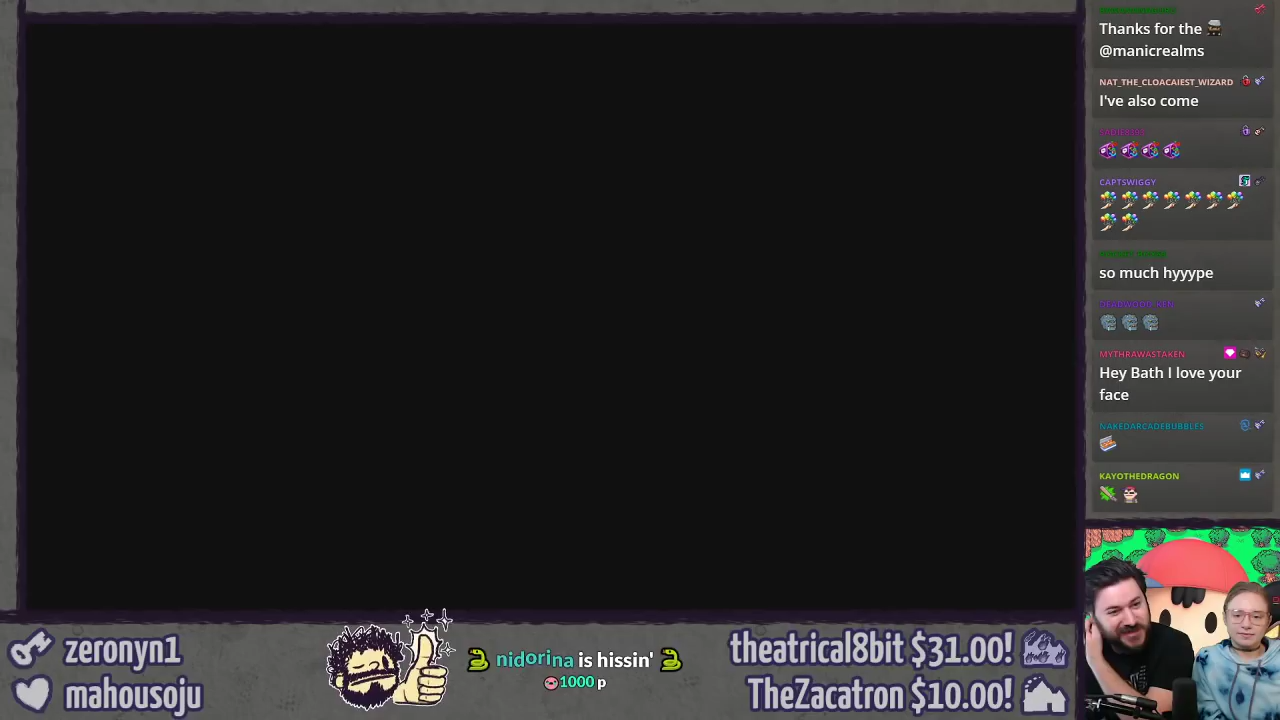 Thanks for the
@manicrealms
NAT_THE_CLOACAIEST_WIZARD
I've also come
CAPTSWIGGY
so much hyyype
MYTHRAWASTAKEN
Hey Bath I love your
face
NAKEDARCADEBUBBLES
KAYOTHEDRAGON
zeronyn1
mahousoju
nidorina is hissin'
1000 p
theatrical8bit $31.00!
TheZacatron $10.00!